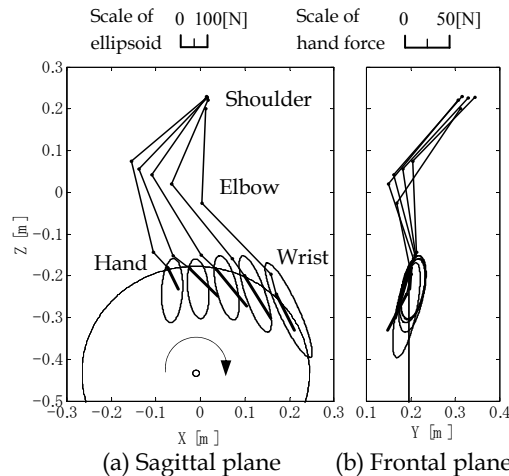 Scale of ellipsoid
0 100[N]
Scale of hand force
0 50[N]
Shoulder
Elbow
Wrist
Hand
Z [m]
0.3
0.2
0.1
0
-0.1
-0.2
-0.3
-0.4
-0.5
-0.3 -0.2 -0.1 0 0.1 0.2 0.3
X [m]
0.1 0.2 0.3 0.4
Y [m]
(a) Sagittal plane
(b) Frontal plane